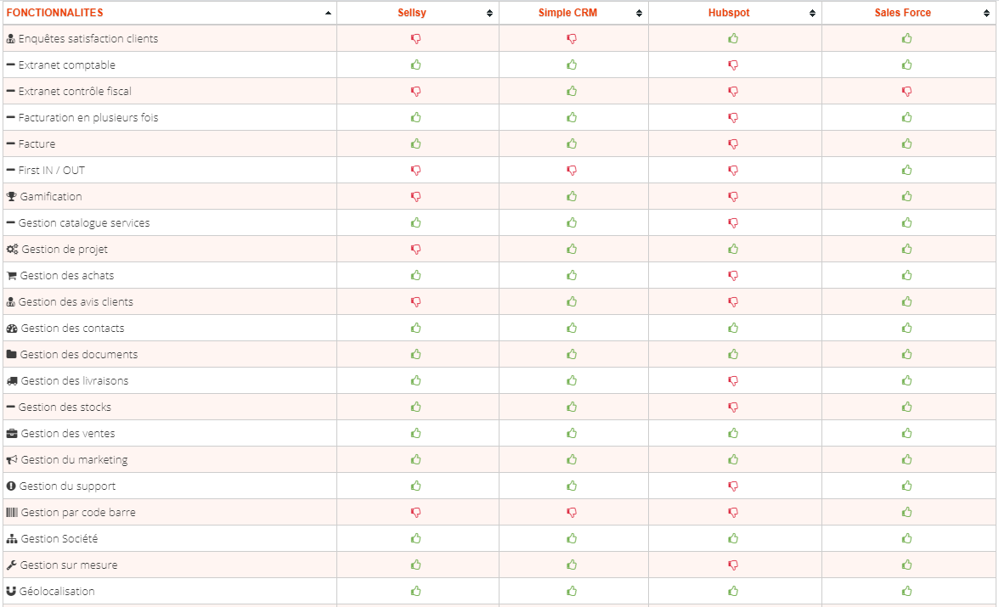 FONCTIONNALITES Sellsy Simple CRM Hubspot Sales Force
Enquêtes satisfaction clients
Extranet comptable
Extranet contrôle fiscal
Facturation en plusieurs fois
Facture
First IN / OUT
Gamification
Gestion catalogue services
Gestion de projet
Gestion des achats
Gestion des avis clients
Gestion des contacts
Gestion des documents
Gestion des livraisons
Gestion des stocks
Gestion des ventes
Gestion du marketing
Gestion du support
Gestion par code barre
Gestion Société
Gestion sur mesure
Géolocalisation